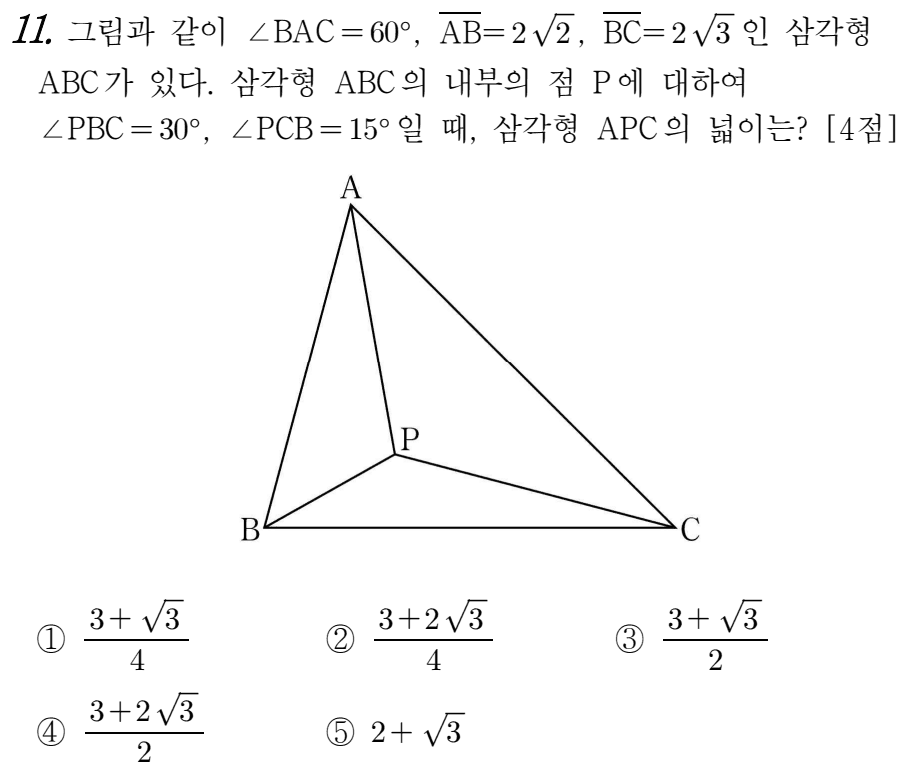 11. 그림과 같이 ∠BAC=60°, \overline{AB}=2√2, \overline{BC}=2√3 인 삼각형
ABC가 있다. 삼각형 ABC의 내부의 점 P에 대하여
∠PBC=30°, ∠PCB=15°일 때, 삼각형 APC의 넓이는? [4점]
A
P
B
C
① (3+√3)/4 ② (3+2√3)/4 ③ (3+√3)/2
④ (3+2√3)/2 ⑤ 2+√3